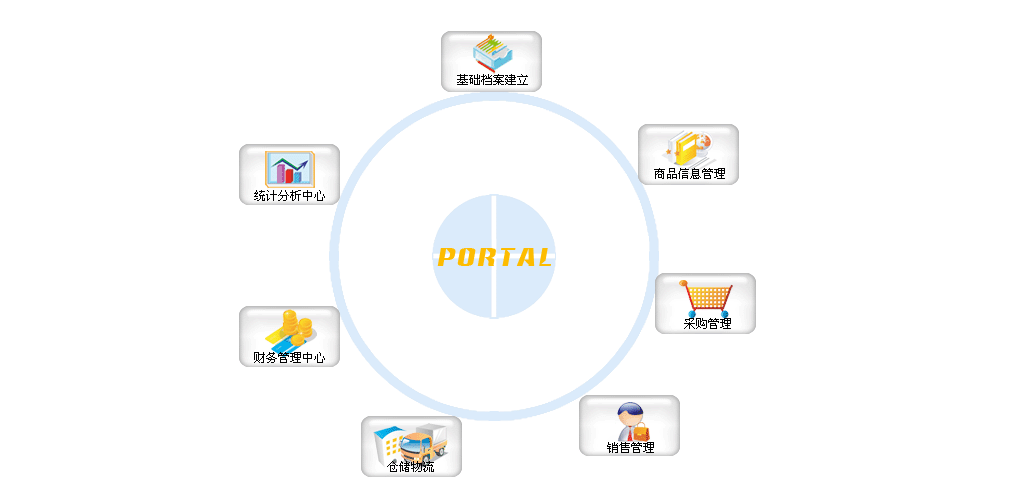 基础档案建立
商品信息管理
统计分析中心
PORTAL
采购管理
财务管理中心
销售管理
仓储物流